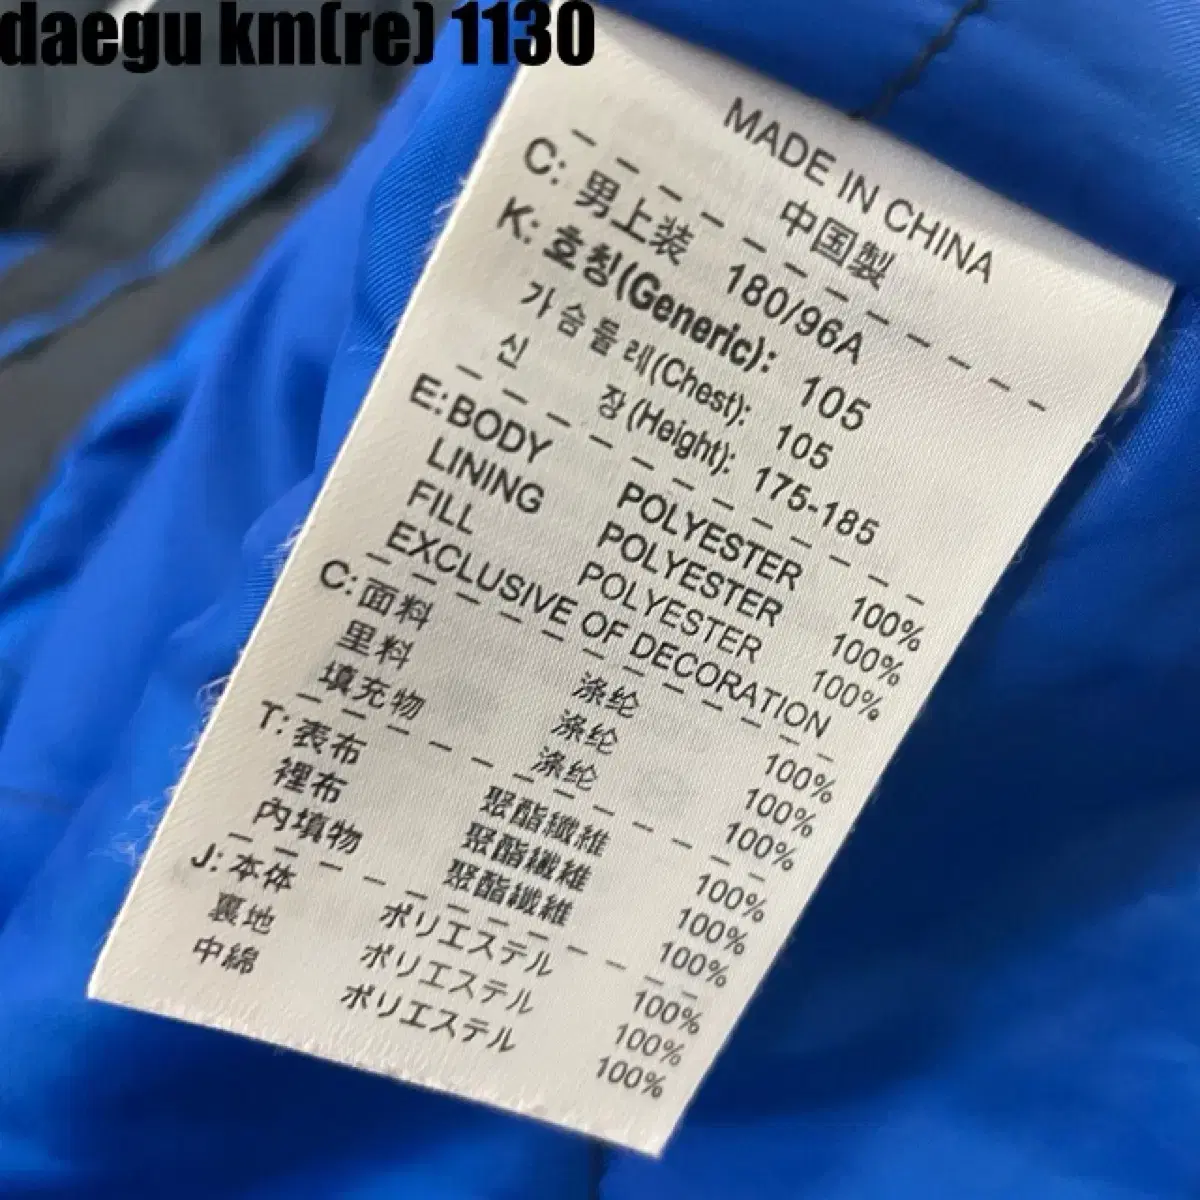 daegu km(re) 1130
MADE IN CHINA
中国製
C: 男上装 180/96A
K: 호칭(Generic): 105
가슴둘레(Chest): 105
신 장(Height): 175-185
E: BODY POLYESTER 100%
LINING POLYESTER 100%
FILL POLYESTER 100%
EXCLUSIVE OF DECORATION
C: 面料 涤纶 100%
里料 涤纶 100%
填充物 涤纶 100%
T: 表布 聚酯纖維 100%
裡布 聚酯纖維 100%
內填物 聚酯纖維 100%
J: 本体 ポリエステル 100%
裏地 ポリエステル 100%
中綿 ポリエステル 100%